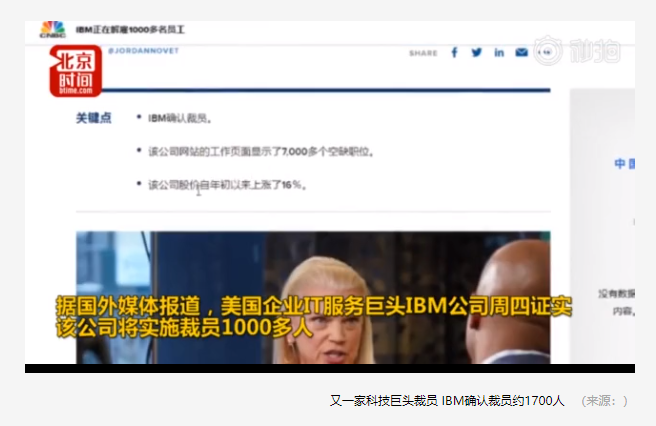 CNBC
IBM正在解雇1000多名员工
@JORDANNOVET
SHARE
北京
时间
btime.com
秒拍
关键点
• IBM确认裁员。
• 该公司网站的工作页面显示了7,000多个空缺职位。
• 该公司股价自年初以来上涨了16%。
中国
没有数据
内容。
据国外媒体报道，美国企业IT服务巨头IBM公司周四证实
该公司将实施裁员1000多人
又一家科技巨头裁员 IBM确认裁员约1700人 (来源：)